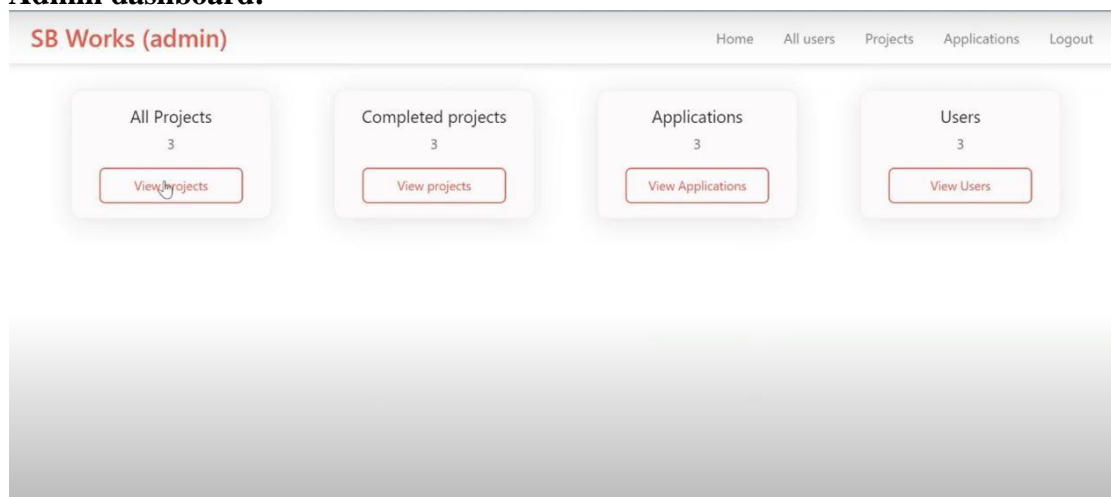 Admin dashboard:
SB Works (admin)
Home All users Projects Applications Logout
All Projects
3
View projects
Completed projects
3
View projects
Applications
3
View Applications
Users
3
View Users